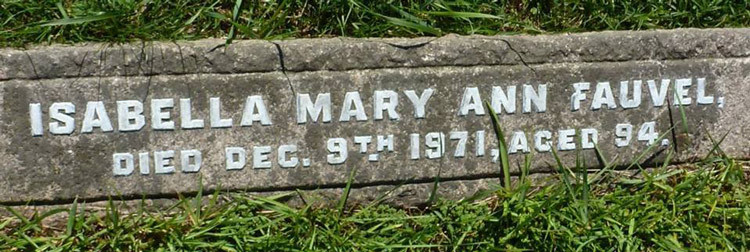 ISABELLA MARY ANN FAUVEL,
DIED DEC. 9TH 1971, AGED 94.